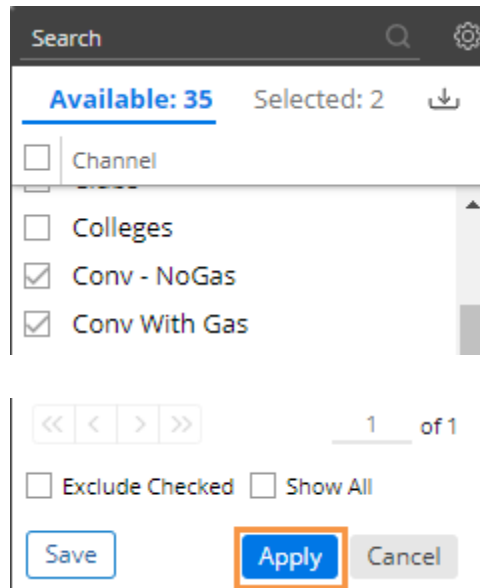 Search
Available: 35 Selected: 2
Channel
Colleges
Conv - NoGas
Conv With Gas
1 of 1
Exclude Checked Show All
Save Apply Cancel